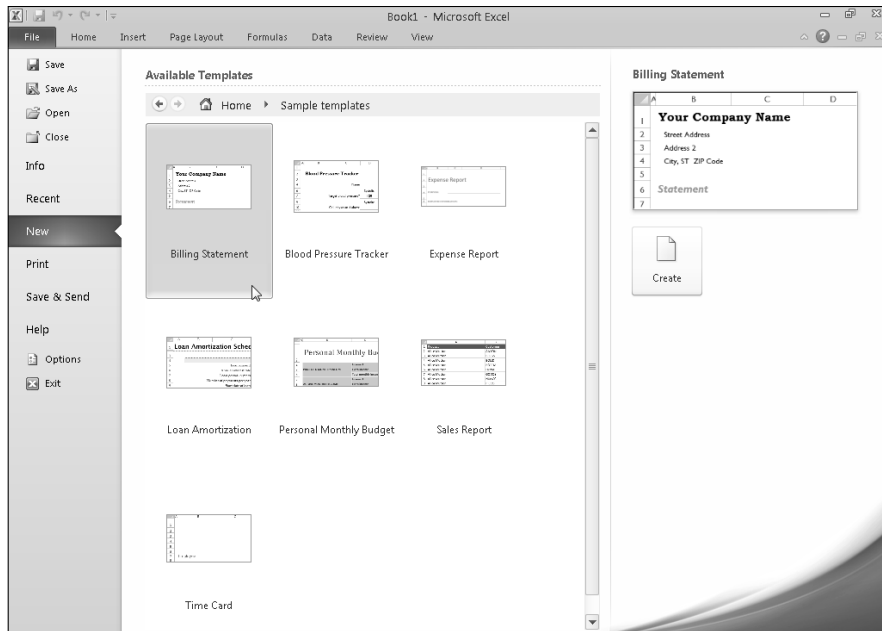 Book1 - Microsoft Excel
File Home Insert Page Layout Formulas Data Review View
Save
Save As
Open
Close
Info
Recent
New
Print
Save & Send
Help
Options
Exit
Available Templates
Home Sample templates
Your Company Name
Statement
Billing Statement
Blood Pressure Tracker
Blood Pressure Tracker
Expense Report
Expense Report
Loan Amortization Sched
Loan Amortization
Personal Monthly Bud
Personal Monthly Budget
Sales Report
Time Card
Billing Statement
A B C D
1 Your Company Name
2 Street Address
3 Address 2
4 City, ST ZIP Code
5
6 Statement
7
Create